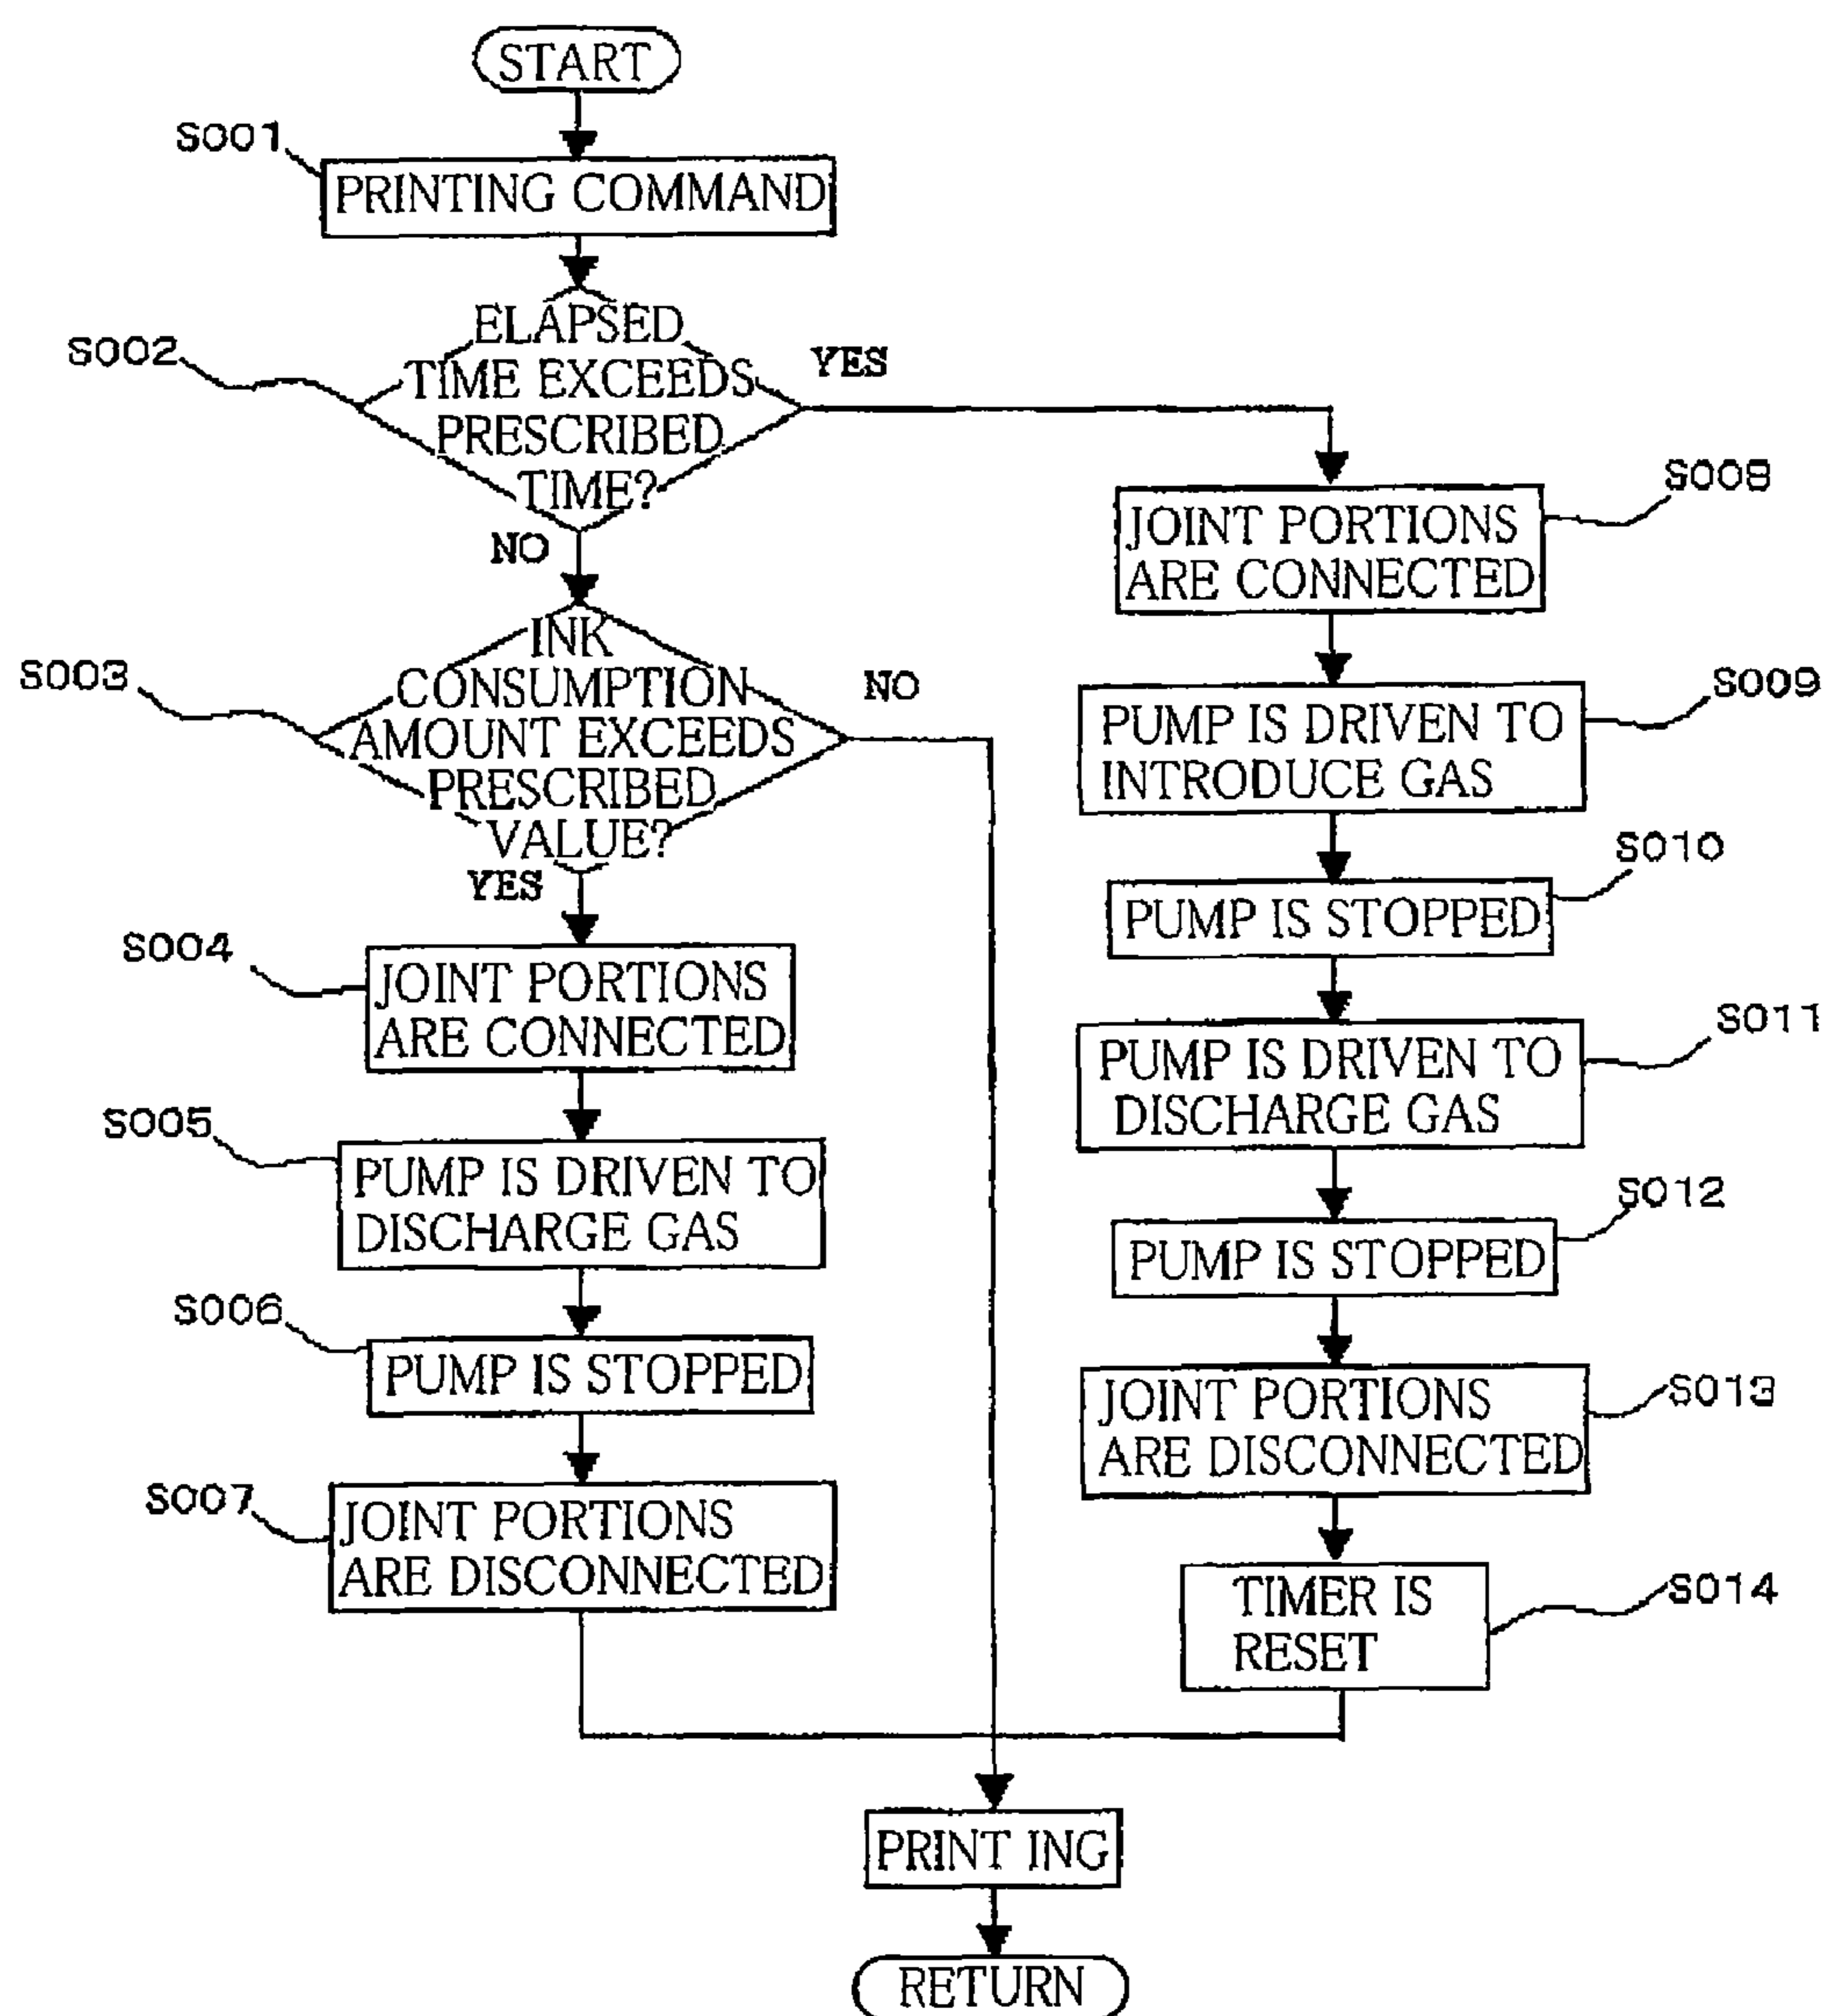 START
S001
PRINTING COMMAND
S002
ELAPSED
TIME EXCEEDS
PRESCRIBED
TIME?
YES
NO
S003
INK
CONSUMPTION
AMOUNT EXCEEDS
PRESCRIBED
VALUE?
NO
YES
S004
JOINT PORTIONS
ARE CONNECTED
S005
PUMP IS DRIVEN TO
DISCHARGE GAS
S006
PUMP IS STOPPED
S007
JOINT PORTIONS
ARE DISCONNECTED
S008
JOINT PORTIONS
ARE CONNECTED
S009
PUMP IS DRIVEN TO
INTRODUCE GAS
S010
PUMP IS STOPPED
S011
PUMP IS DRIVEN TO
DISCHARGE GAS
S012
PUMP IS STOPPED
S013
JOINT PORTIONS
ARE DISCONNECTED
S014
TIMER IS
RESET
PRINT ING
RETURN